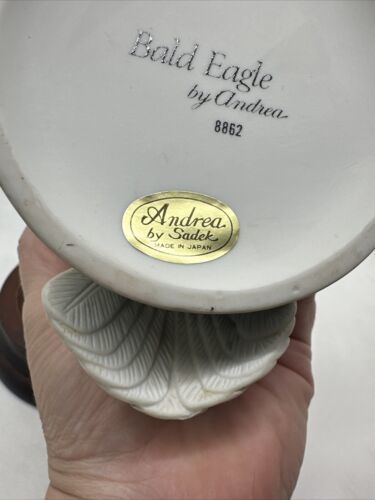 Bald Eagle
by Andrea
8862
Andrea
by Sadek
MADE IN JAPAN